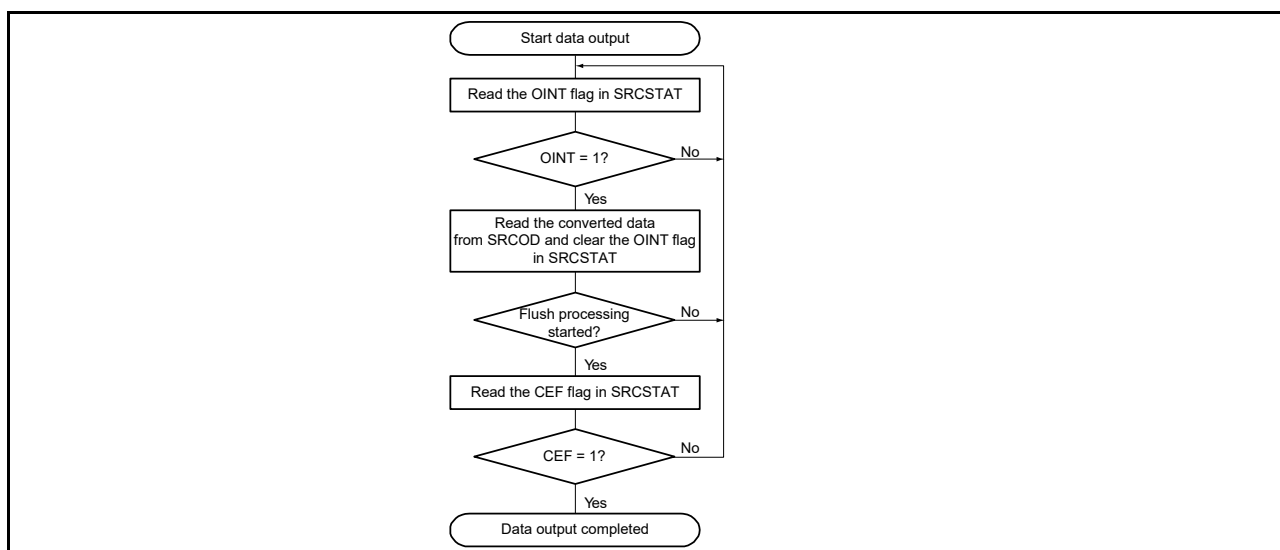 Start data output
Read the OINT flag in SRCSTAT
OINT = 1?
No
Yes
Read the converted data
from SRCOD and clear the OINT flag
in SRCSTAT
Flush processing
started?
No
Yes
Read the CEF flag in SRCSTAT
CEF = 1?
No
Yes
Data output completed